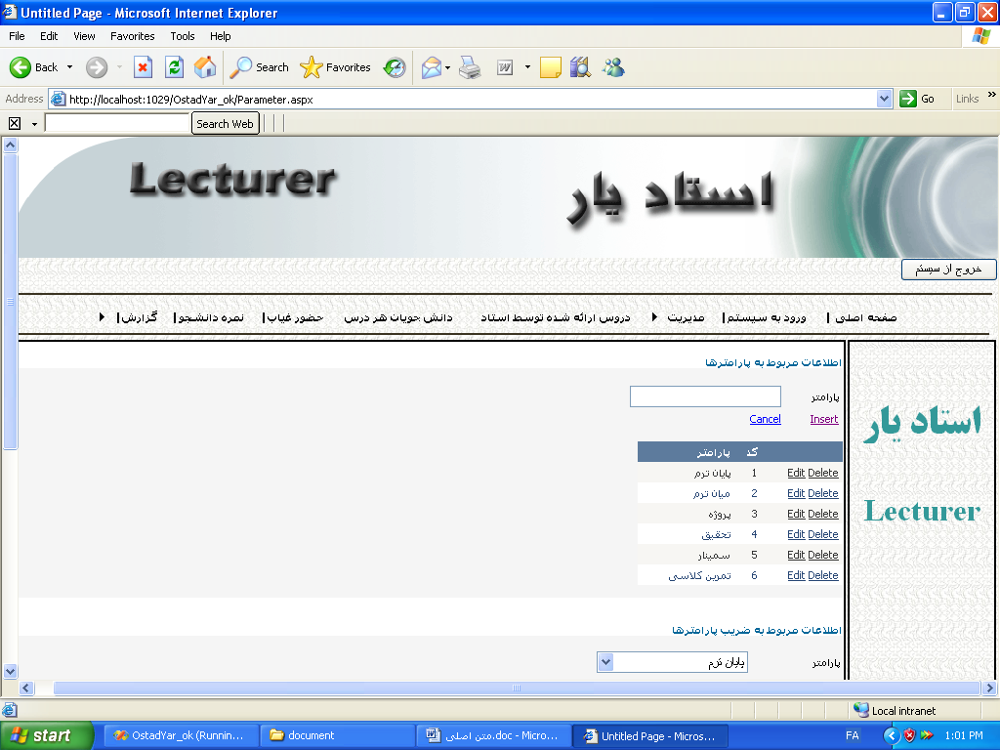 Untitled Page - Microsoft Internet Explorer
File Edit View Favorites Tools Help
Back Search Favorites
Address http://localhost:1029/OstadYar_ok/Parameter.aspx Go Links »
Search Web
Lecturer استاد یار
خروج از سیستم
صفحه اصلی | ورود به سیستم | مدیریت دروس ارائه شده توسط استاد دانش جویان هر درس حضور غیاب | نمره دانشجو | گزارش |
اطلاعات مربوط به پارامترها
پارامتر
Insert Cancel
کد پارامتر
Edit Delete 1 پایان ترم
Edit Delete 2 میان ترم
Edit Delete 3 پروژه
Edit Delete 4 تحقیق
Edit Delete 5 سمینار
Edit Delete 6 تمرین کلاسی
اطلاعات مربوط به ضریب پارامترها
پارامتر پایان ترم
استاد یار
Lecturer
Local intranet
start OstadYar_ok (Runnin... document متن اصلی.doc - Micro... Untitled Page - Micros... FA 1:01 PM